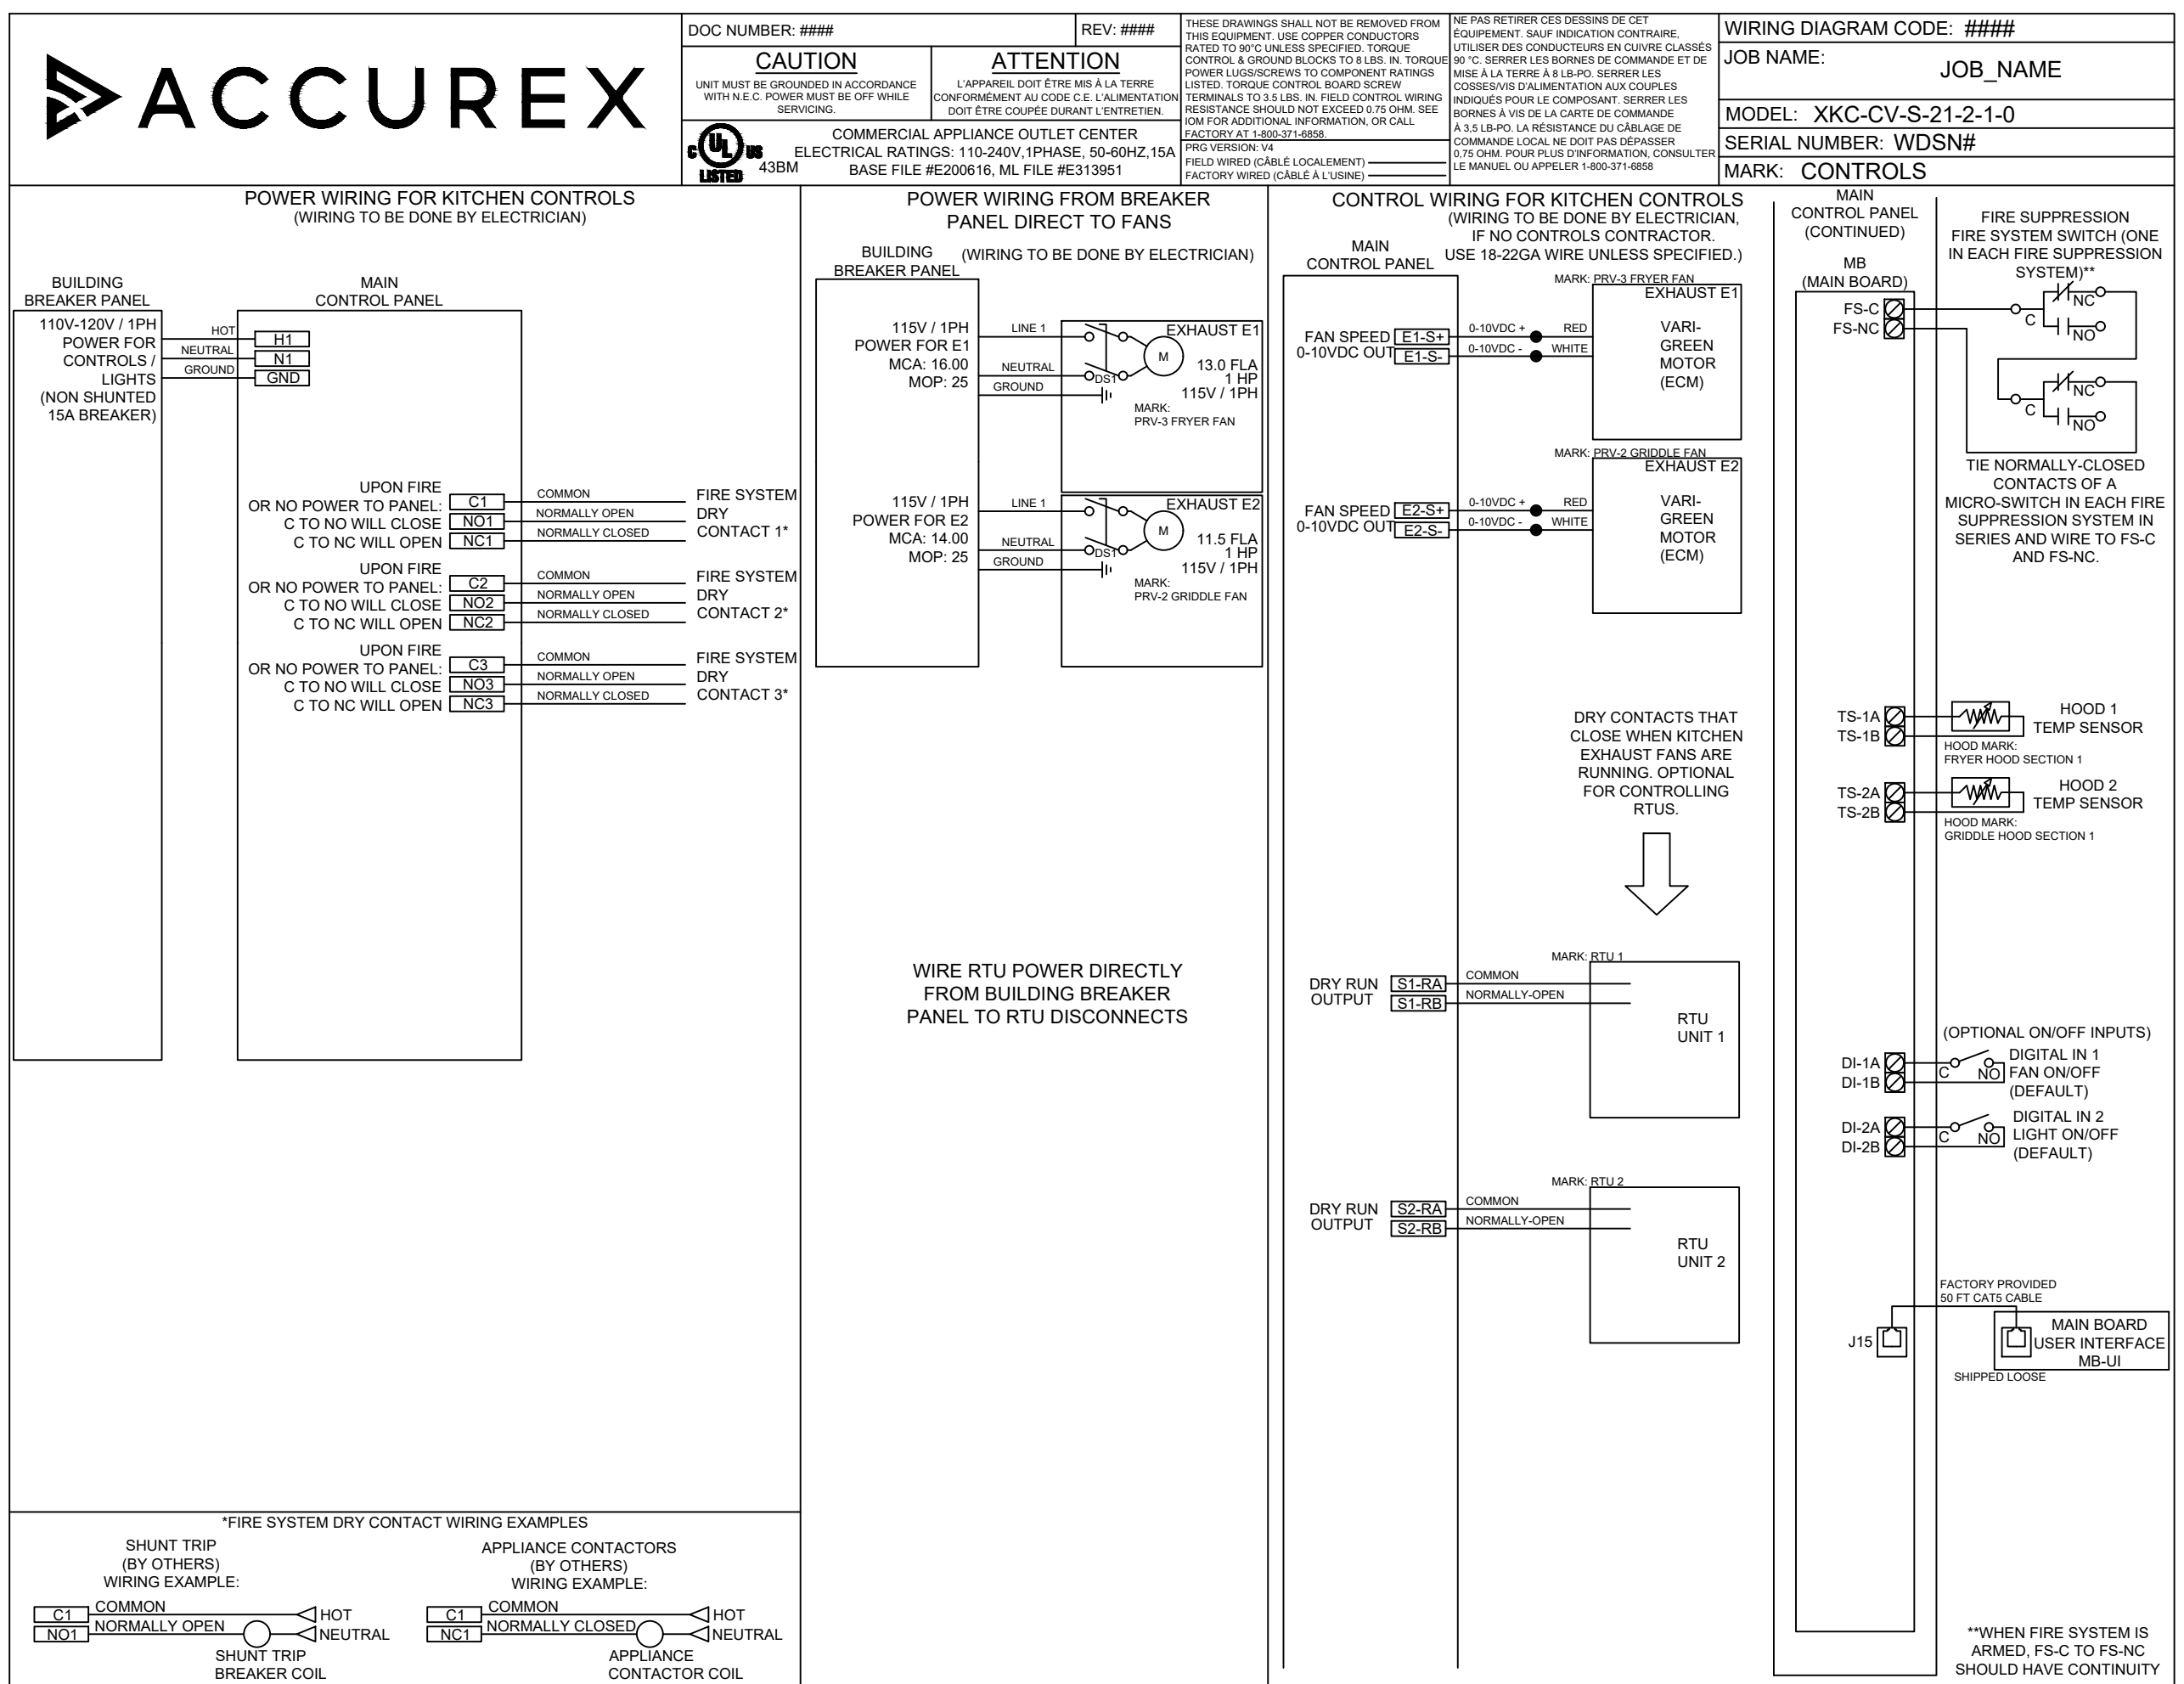 ACCUREX
DOC NUMBER: ####
REV: ####
CAUTION
UNIT MUST BE GROUNDED IN ACCORDANCE
WITH N.E.C. POWER MUST BE OFF WHILE
SERVICING.
ATTENTION
L'APPAREIL DOIT ÊTRE MIS À LA TERRE
CONFORMÉMENT AU CODE C.E. L'ALIMENTATION
DOIT ÊTRE COUPÉE DURANT L'ENTRETIEN.
C UL US
LISTED
43BM
COMMERCIAL APPLIANCE OUTLET CENTER
ELECTRICAL RATINGS: 110-240V,1PHASE, 50-60HZ,15A
BASE FILE #E200616, ML FILE #E313951
THESE DRAWINGS SHALL NOT BE REMOVED FROM
THIS EQUIPMENT. USE COPPER CONDUCTORS
RATED TO 90°C UNLESS SPECIFIED. TORQUE
CONTROL & GROUND BLOCKS TO 8 LBS. IN. TORQUE
POWER LUGS/SCREWS TO COMPONENT RATINGS
LISTED. TORQUE CONTROL BOARD SCREW
TERMINALS TO 3.5 LBS. IN. FIELD CONTROL WIRING
RESISTANCE SHOULD NOT EXCEED 0.75 OHM. SEE
IOM FOR ADDITIONAL INFORMATION, OR CALL
FACTORY AT 1-800-371-6858.
PRG VERSION: V4
FIELD WIRED (CÂBLÉ LOCALEMENT)
FACTORY WIRED (CÂBLÉ À L'USINE)
NE PAS RETIRER CES DESSINS DE CET
ÉQUIPEMENT. SAUF INDICATION CONTRAIRE,
UTILISER DES CONDUCTEURS EN CUIVRE CLASSÉS
90 °C. SERRER LES BORNES DE COMMANDE ET DE
MISE À LA TERRE À 8 LB-PO. SERRER LES
COSSES/VIS D'ALIMENTATION AUX COUPLES
INDIQUÉS POUR LE COMPOSANT. SERRER LES
BORNES À VIS DE LA CARTE DE COMMANDE
À 3,5 LB-PO. LA RÉSISTANCE DU CÂBLAGE DE
COMMANDE LOCAL NE DOIT PAS DÉPASSER
0,75 OHM. POUR PLUS D'INFORMATION, CONSULTER
LE MANUEL OU APPELER 1-800-371-6858
WIRING DIAGRAM CODE: ####
JOB NAME:
JOB_NAME
MODEL: XKC-CV-S-21-2-1-0
SERIAL NUMBER: WDSN#
MARK: CONTROLS
POWER WIRING FOR KITCHEN CONTROLS
(WIRING TO BE DONE BY ELECTRICIAN)
BUILDING
BREAKER PANEL
MAIN
CONTROL PANEL
110V-120V / 1PH
POWER FOR
CONTROLS /
LIGHTS
(NON SHUNTED
15A BREAKER)
HOT
NEUTRAL
GROUND
H1
N1
GND
UPON FIRE
OR NO POWER TO PANEL:
C TO NO WILL CLOSE
C TO NC WILL OPEN
C1
NO1
NC1
COMMON
NORMALLY OPEN
NORMALLY CLOSED
FIRE SYSTEM
DRY
CONTACT 1*
UPON FIRE
OR NO POWER TO PANEL:
C TO NO WILL CLOSE
C TO NC WILL OPEN
C2
NO2
NC2
COMMON
NORMALLY OPEN
NORMALLY CLOSED
FIRE SYSTEM
DRY
CONTACT 2*
UPON FIRE
OR NO POWER TO PANEL:
C TO NO WILL CLOSE
C TO NC WILL OPEN
C3
NO3
NC3
COMMON
NORMALLY OPEN
NORMALLY CLOSED
FIRE SYSTEM
DRY
CONTACT 3*
*FIRE SYSTEM DRY CONTACT WIRING EXAMPLES
SHUNT TRIP
(BY OTHERS)
WIRING EXAMPLE:
C1
NO1
COMMON
NORMALLY OPEN
HOT
NEUTRAL
SHUNT TRIP
BREAKER COIL
APPLIANCE CONTACTORS
(BY OTHERS)
WIRING EXAMPLE:
C1
NC1
COMMON
NORMALLY CLOSED
HOT
NEUTRAL
APPLIANCE
CONTACTOR COIL
POWER WIRING FROM BREAKER
PANEL DIRECT TO FANS
BUILDING
BREAKER PANEL
(WIRING TO BE DONE BY ELECTRICIAN)
115V / 1PH
POWER FOR E1
MCA: 16.00
MOP: 25
LINE 1
NEUTRAL
GROUND
DS1
M
EXHAUST E1
13.0 FLA
1 HP
115V / 1PH
MARK:
PRV-3 FRYER FAN
115V / 1PH
POWER FOR E2
MCA: 14.00
MOP: 25
LINE 1
NEUTRAL
GROUND
DS1
M
EXHAUST E2
11.5 FLA
1 HP
115V / 1PH
MARK:
PRV-2 GRIDDLE FAN
WIRE RTU POWER DIRECTLY
FROM BUILDING BREAKER
PANEL TO RTU DISCONNECTS
CONTROL WIRING FOR KITCHEN CONTROLS
(WIRING TO BE DONE BY ELECTRICIAN,
IF NO CONTROLS CONTRACTOR.
USE 18-22GA WIRE UNLESS SPECIFIED.)
MAIN
CONTROL PANEL
MARK: PRV-3 FRYER FAN
EXHAUST E1
FAN SPEED
0-10VDC OUT
E1-S+
E1-S-
0-10VDC +
0-10VDC -
RED
WHITE
VARI-
GREEN
MOTOR
(ECM)
MARK: PRV-2 GRIDDLE FAN
EXHAUST E2
FAN SPEED
0-10VDC OUT
E2-S+
E2-S-
0-10VDC +
0-10VDC -
RED
WHITE
VARI-
GREEN
MOTOR
(ECM)
DRY CONTACTS THAT
CLOSE WHEN KITCHEN
EXHAUST FANS ARE
RUNNING. OPTIONAL
FOR CONTROLLING
RTUS.
MARK: RTU 1
DRY RUN
OUTPUT
S1-RA
S1-RB
COMMON
NORMALLY-OPEN
RTU
UNIT 1
MARK: RTU 2
DRY RUN
OUTPUT
S2-RA
S2-RB
COMMON
NORMALLY-OPEN
RTU
UNIT 2
MAIN
CONTROL PANEL
(CONTINUED)
MB
(MAIN BOARD)
FIRE SUPPRESSION
FIRE SYSTEM SWITCH (ONE
IN EACH FIRE SUPPRESSION
SYSTEM)**
FS-C
FS-NC
C
NC
NO
C
NC
NO
TIE NORMALLY-CLOSED
CONTACTS OF A
MICRO-SWITCH IN EACH FIRE
SUPPRESSION SYSTEM IN
SERIES AND WIRE TO FS-C
AND FS-NC.
TS-1A
TS-1B
HOOD 1
TEMP SENSOR
HOOD MARK:
FRYER HOOD SECTION 1
TS-2A
TS-2B
HOOD 2
TEMP SENSOR
HOOD MARK:
GRIDDLE HOOD SECTION 1
(OPTIONAL ON/OFF INPUTS)
DI-1A
DI-1B
C
NO
DIGITAL IN 1
FAN ON/OFF
(DEFAULT)
DI-2A
DI-2B
C
NO
DIGITAL IN 2
LIGHT ON/OFF
(DEFAULT)
FACTORY PROVIDED
50 FT CAT5 CABLE
J15
MAIN BOARD
USER INTERFACE
MB-UI
SHIPPED LOOSE
**WHEN FIRE SYSTEM IS
ARMED, FS-C TO FS-NC
SHOULD HAVE CONTINUITY